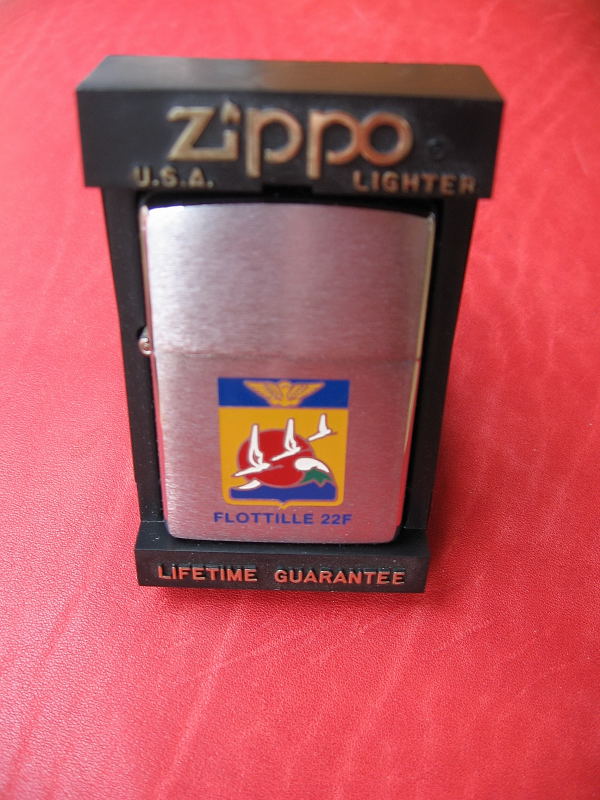 Zippo
U.S.A. LIGHTER
FLOTTILLE 22F
LIFETIME GUARANTEE